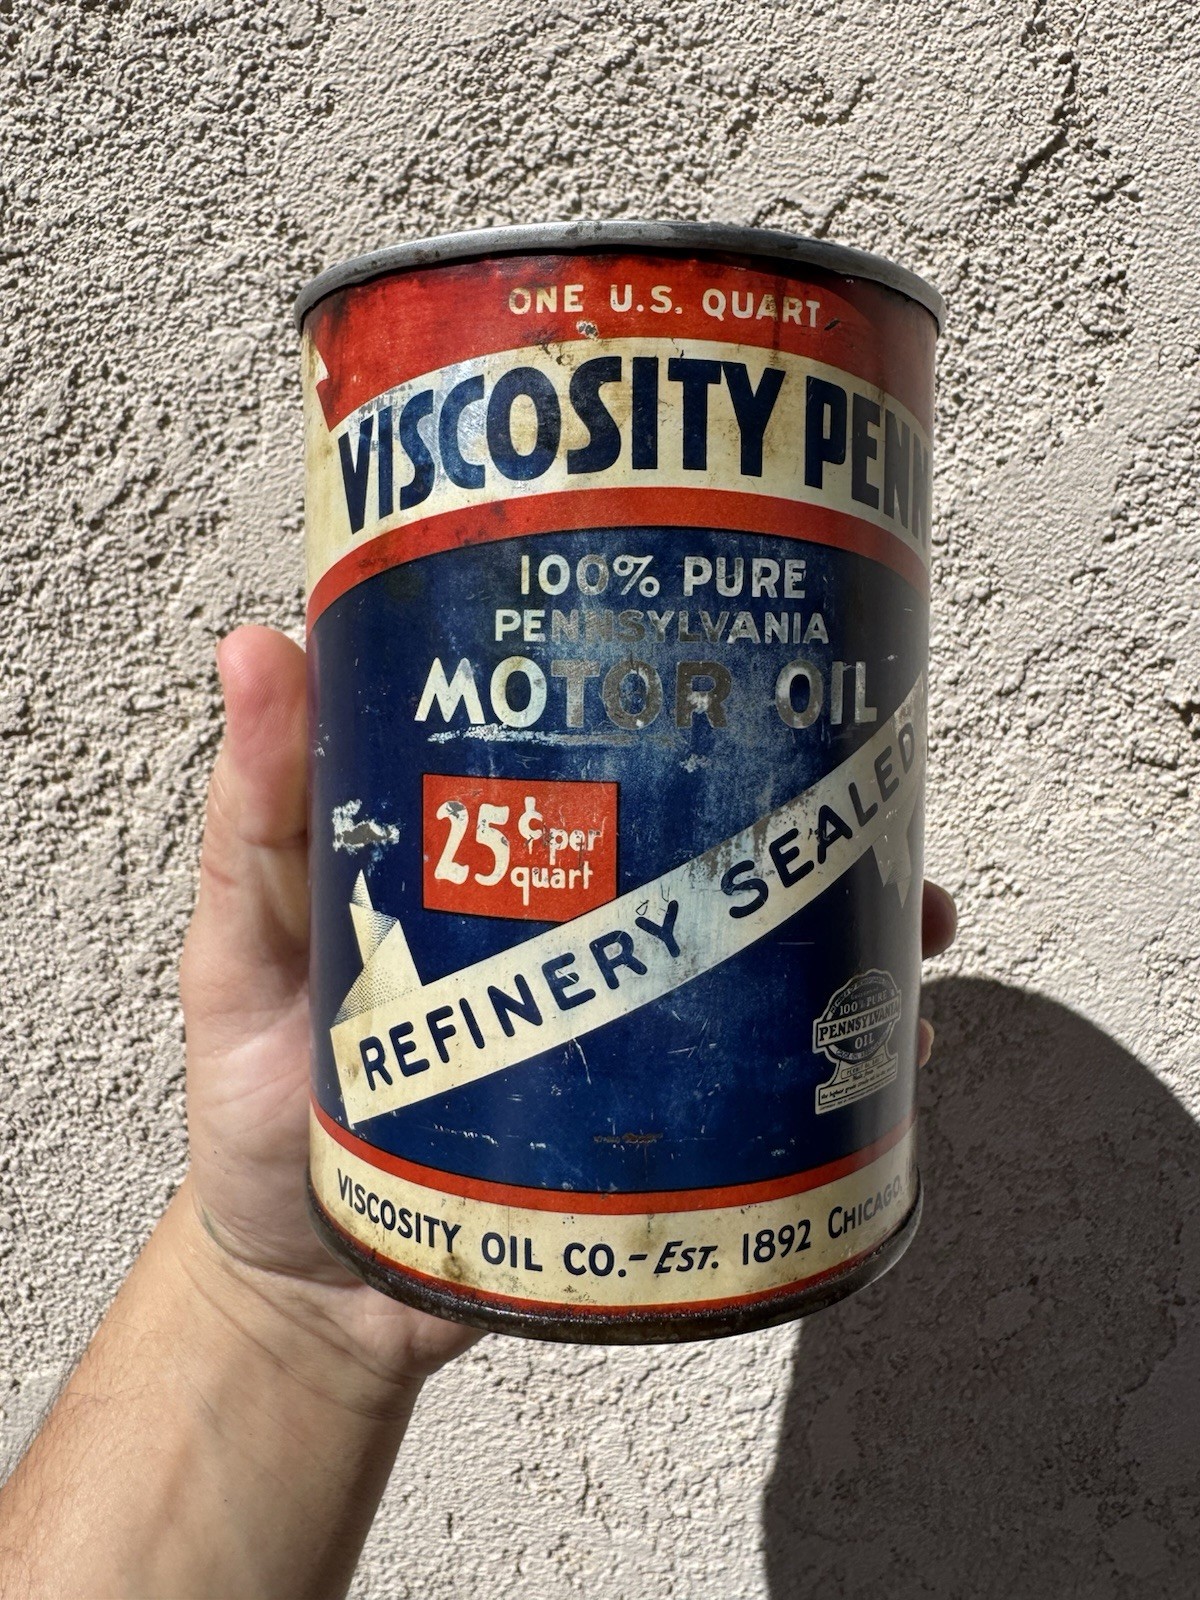 ONE U.S. QUART
VISCOSITY PENN
100% PURE
PENNSYLVANIA
MOTOR OIL
25¢ per
quart
REFINERY SEALED
100% PURE
PENNSYLVANIA
OIL
VISCOSITY OIL CO.-EST. 1892 CHICAGO,